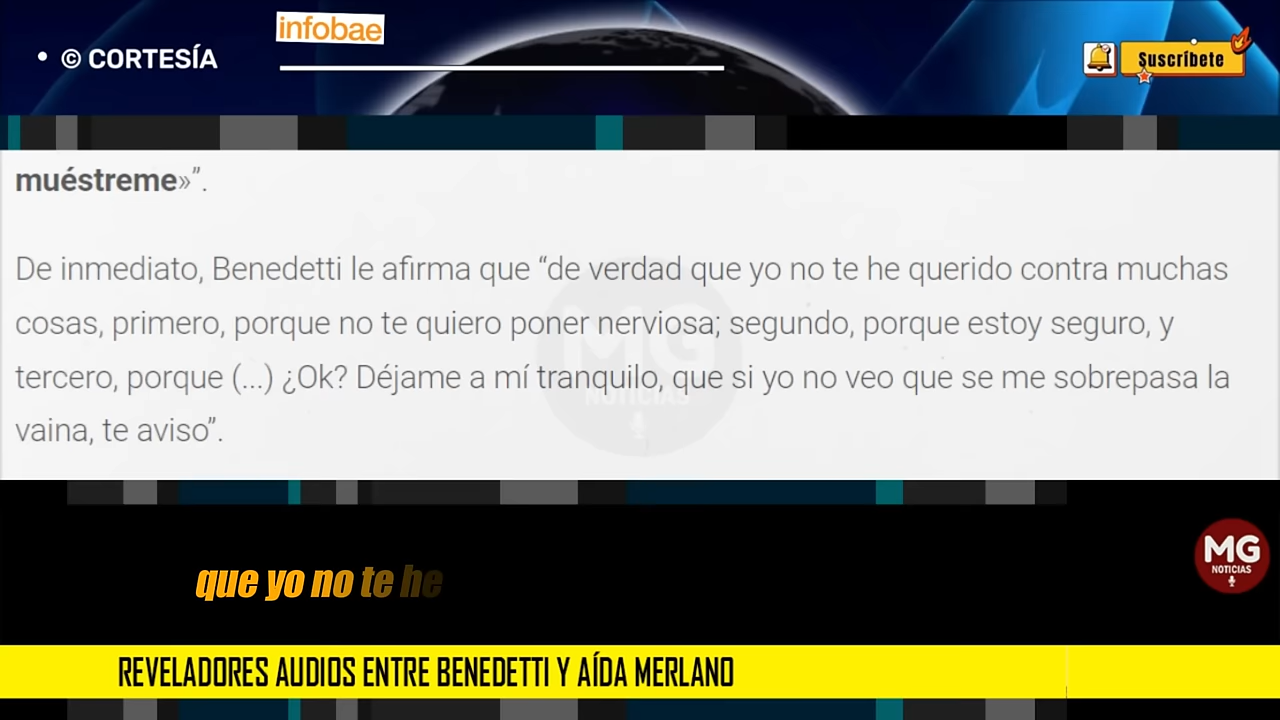 infobae
• © CORTESÍA
Suscríbete
muéstreme»”.
De inmediato, Benedetti le afirma que “de verdad que yo no te he querido contra muchas
cosas, primero, porque no te quiero poner nerviosa; segundo, porque estoy seguro, y
tercero, porque (...) ¿Ok? Déjame a mí tranquilo, que si yo no veo que se me sobrepasa la
vaina, te aviso”.
MG
NOTICIAS
que yo no te he
MG
NOTICIAS
REVELADORES AUDIOS ENTRE BENEDETTI Y AÍDA MERLANO